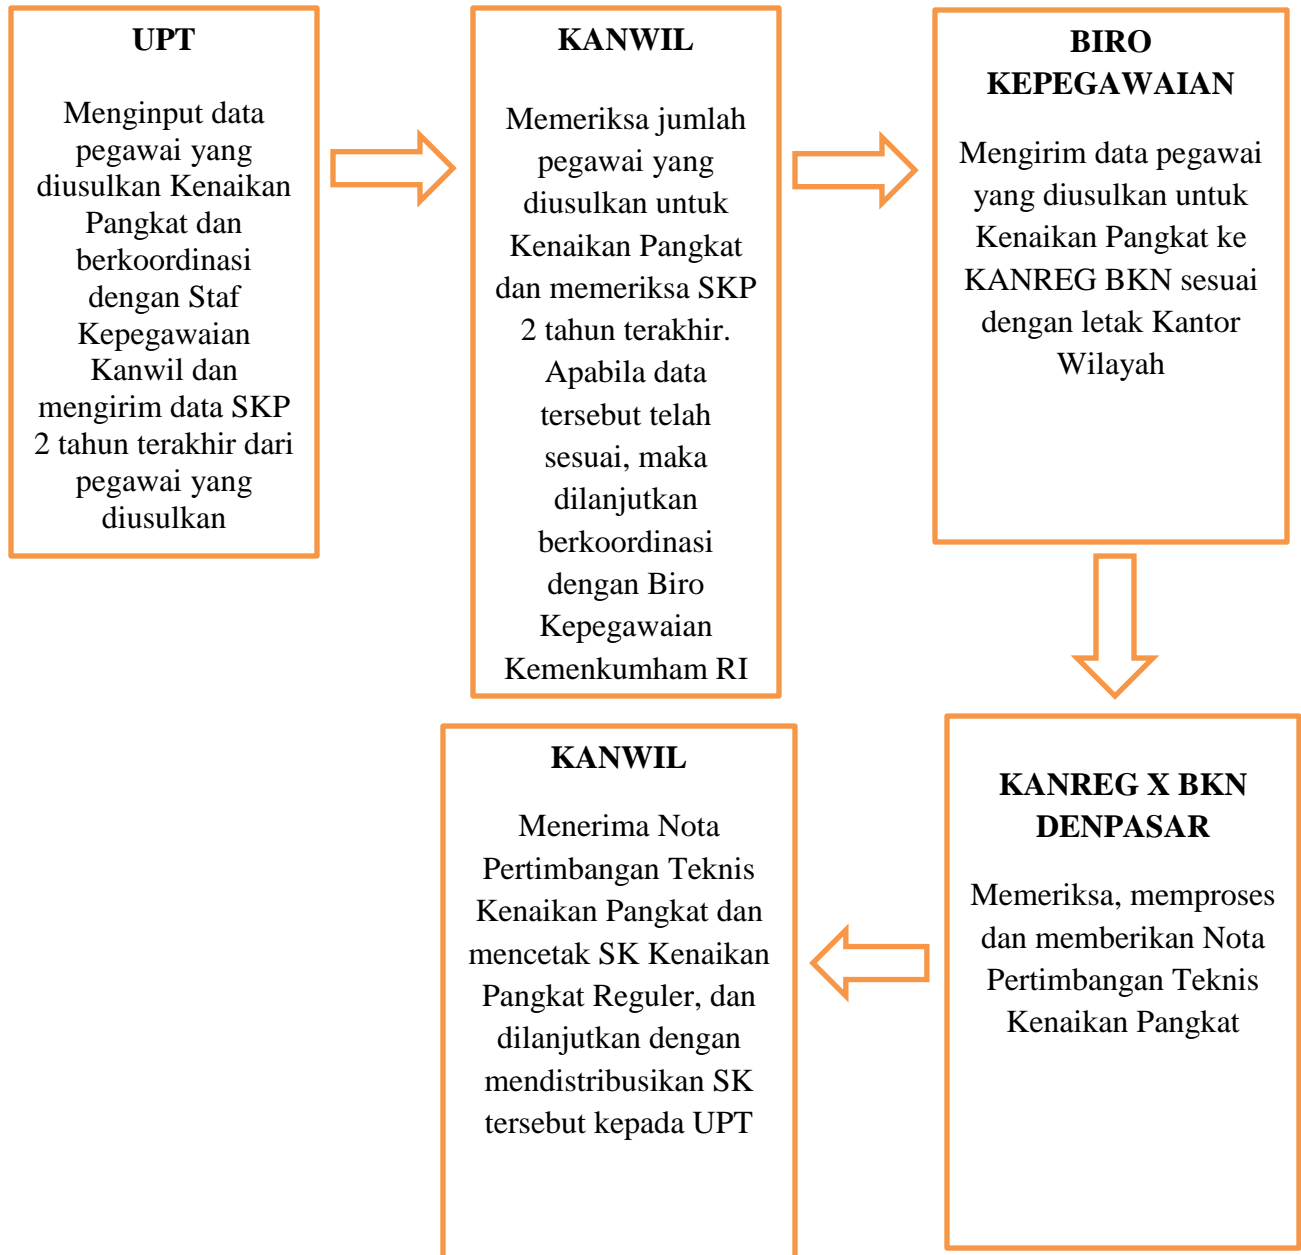 UPT
Menginput data
pegawai yang
diusulkan Kenaikan
Pangkat dan
berkoordinasi
dengan Staf
Kepegawaian
Kanwil dan
mengirim data SKP
2 tahun terakhir dari
pegawai yang
diusulkan
KANWIL
Memeriksa jumlah
pegawai yang
diusulkan untuk
Kenaikan Pangkat
dan memeriksa SKP
2 tahun terakhir.
Apabila data
tersebut telah
sesuai, maka
dilanjutkan
berkoordinasi
dengan Biro
Kepegawaian
Kemenkumham RI
BIRO
KEPEGAWAIAN
Mengirim data pegawai
yang diusulkan untuk
Kenaikan Pangkat ke
KANREG BKN sesuai
dengan letak Kantor
Wilayah
KANREG X BKN
DENPASAR
Memeriksa, memproses
dan memberikan Nota
Pertimbangan Teknis
Kenaikan Pangkat
KANWIL
Menerima Nota
Pertimbangan Teknis
Kenaikan Pangkat dan
mencetak SK Kenaikan
Pangkat Reguler, dan
dilanjutkan dengan
mendistribusikan SK
tersebut kepada UPT